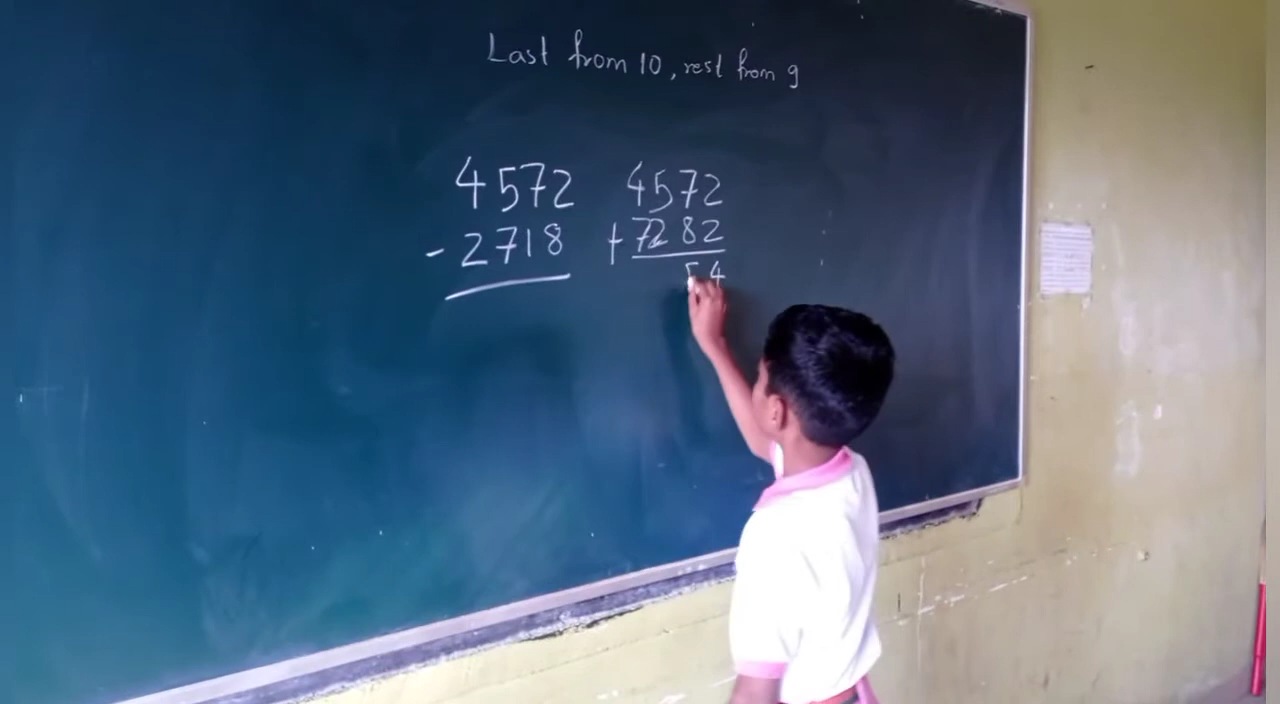 Last from 10, rest from 9
4572 4572
- 2718 + 7282
54